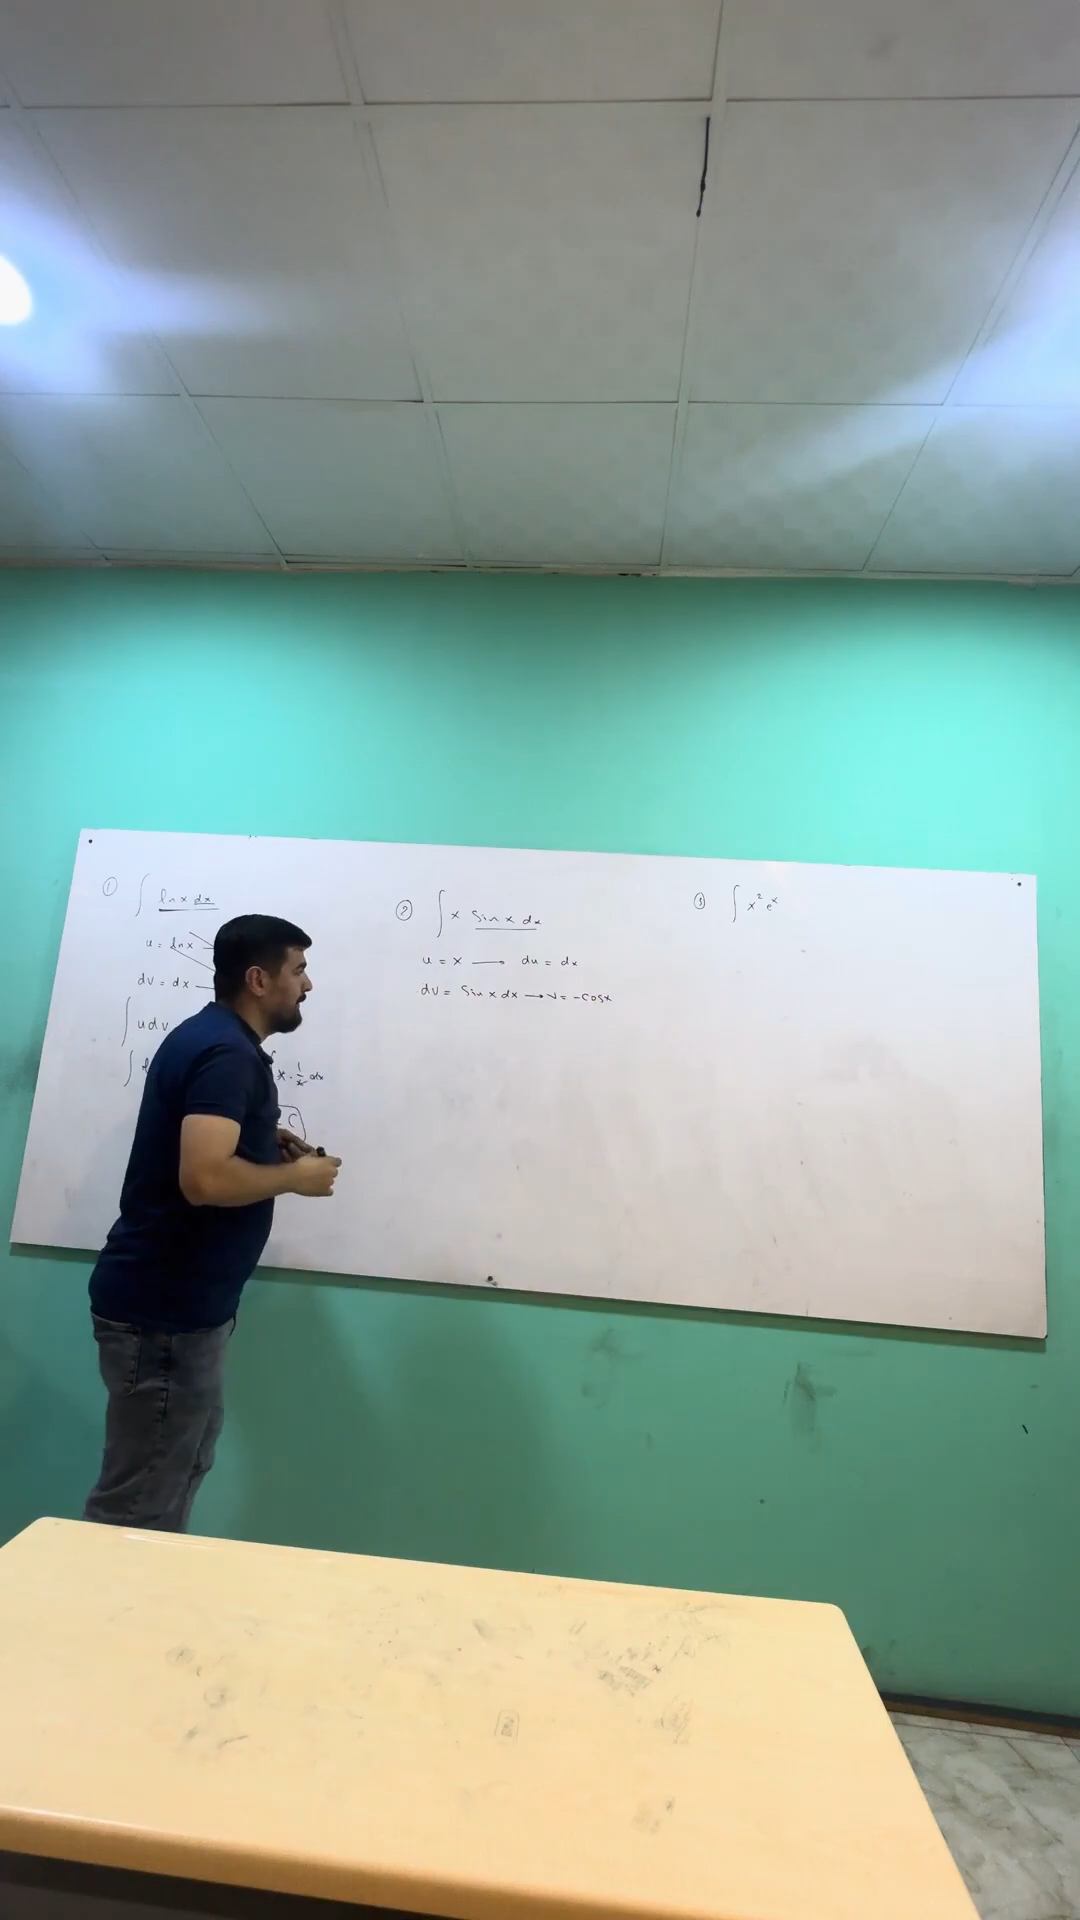 ① ∫ ln x dx
u = ln x
dv = dx
∫ u dv
∫ x · 1/x dx
C
② ∫ x sin x dx
u = x → du = dx
dv = sin x dx → v = -cos x
③ ∫ x² eˣ